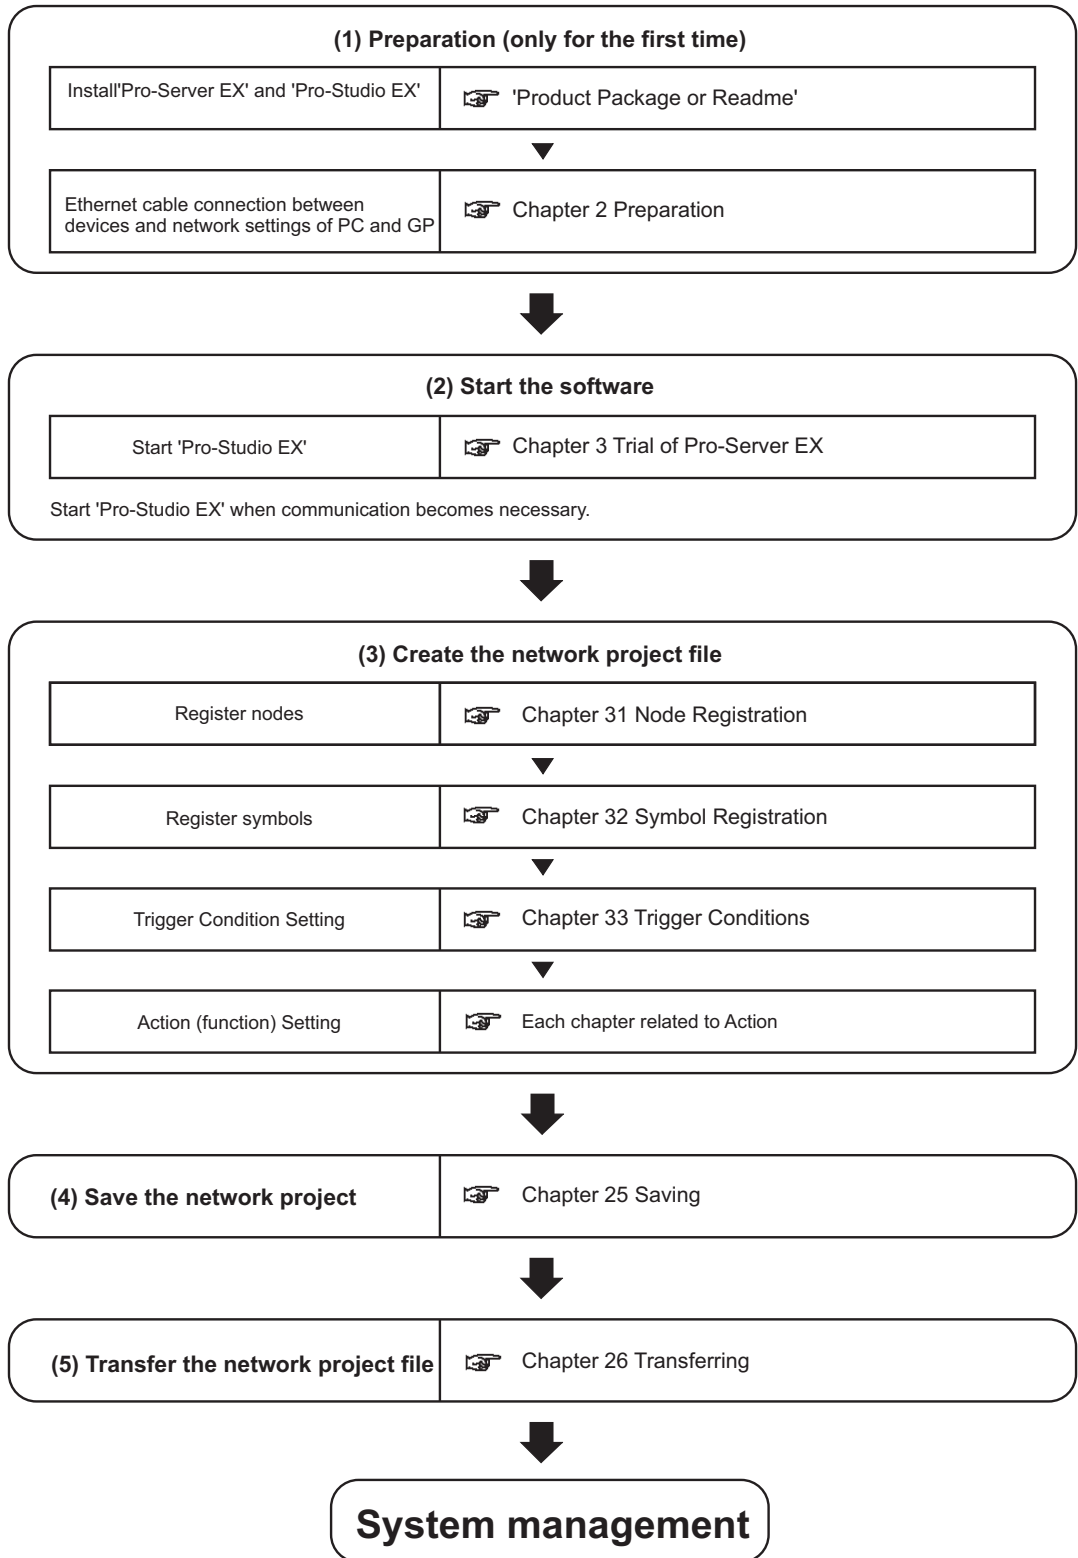 (1) Preparation (only for the first time)
Install'Pro-Server EX' and 'Pro-Studio EX'
'Product Package or Readme'
Ethernet cable connection between
devices and network settings of PC and GP
Chapter 2 Preparation
(2) Start the software
Start 'Pro-Studio EX'
Chapter 3 Trial of Pro-Server EX
Start 'Pro-Studio EX' when communication becomes necessary.
(3) Create the network project file
Register nodes
Chapter 31 Node Registration
Register symbols
Chapter 32 Symbol Registration
Trigger Condition Setting
Chapter 33 Trigger Conditions
Action (function) Setting
Each chapter related to Action
(4) Save the network project
Chapter 25 Saving
(5) Transfer the network project file
Chapter 26 Transferring
System management